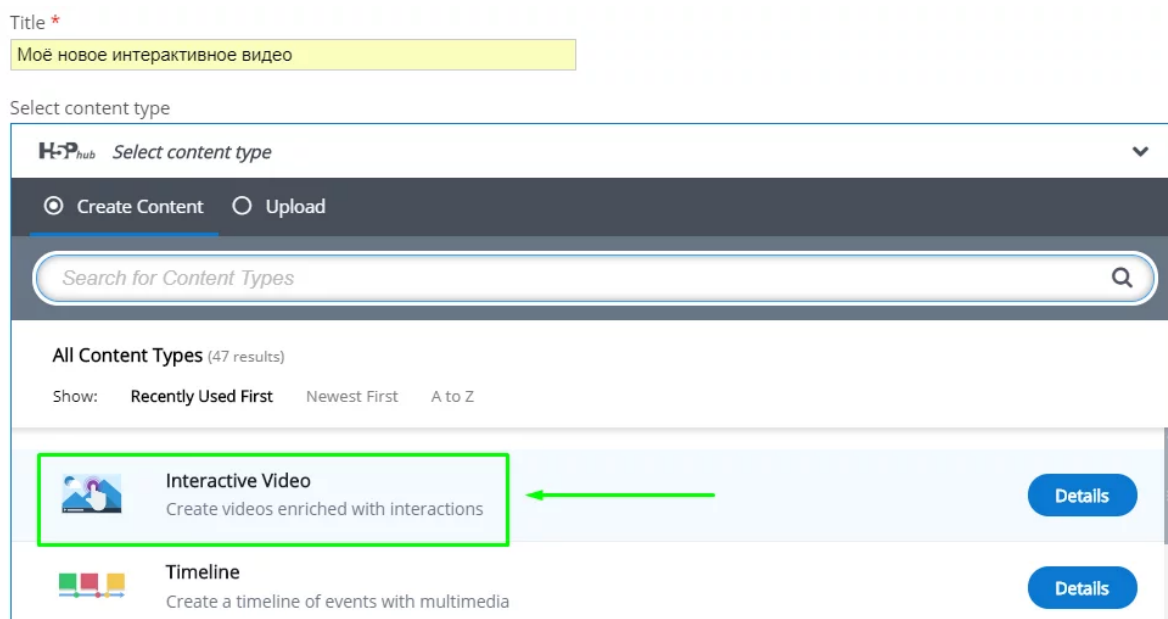 Title *
Моё новое интерактивное видео
Select content type
H5P hub Select content type
Create Content Upload
Search for Content Types
All Content Types (47 results)
Show: Recently Used First Newest First A to Z
Interactive Video
Create videos enriched with interactions
Details
Timeline
Create a timeline of events with multimedia
Details